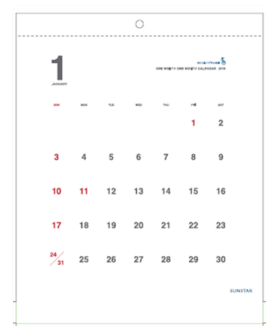 1
JANUARY
SUN MON TUE WED THU FRI SAT
1 2
3 4 5 6 7 8 9
10 11 12 13 14 15 16
17 18 19 20 21 22 23
24/31 25 26 27 28 29 30
SUNSTAR